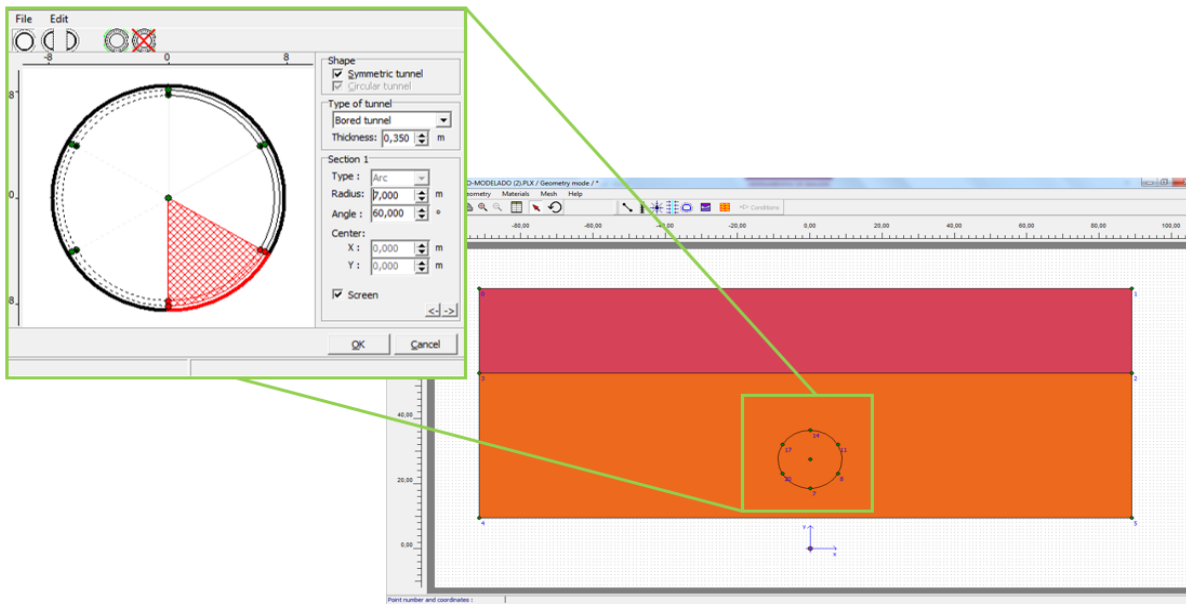 File Edit
-8 0 8
8
0
8
Shape
Symmetric tunnel
Circular tunnel
Type of tunnel
Bored tunnel
Thickness: 0,350 m
Section 1
Type : Arc
Radius: 7,000 m
Angle : 60,000 °
Center:
X : 0,000 m
Y : 0,000 m
Screen
<- ->
OK Cancel
O-MODELADO (2).PLX / Geometry mode / *
ometry Materials Mesh Help
Conditions
-80,00 -60,00 -40,00 -20,00 0,00 20,00 40,00 60,00 80,00 100,00
1
3 2
40,00
14
17 11
20 8
20,00
7
4 5
0,00
Y
x
Point number and coordinates :